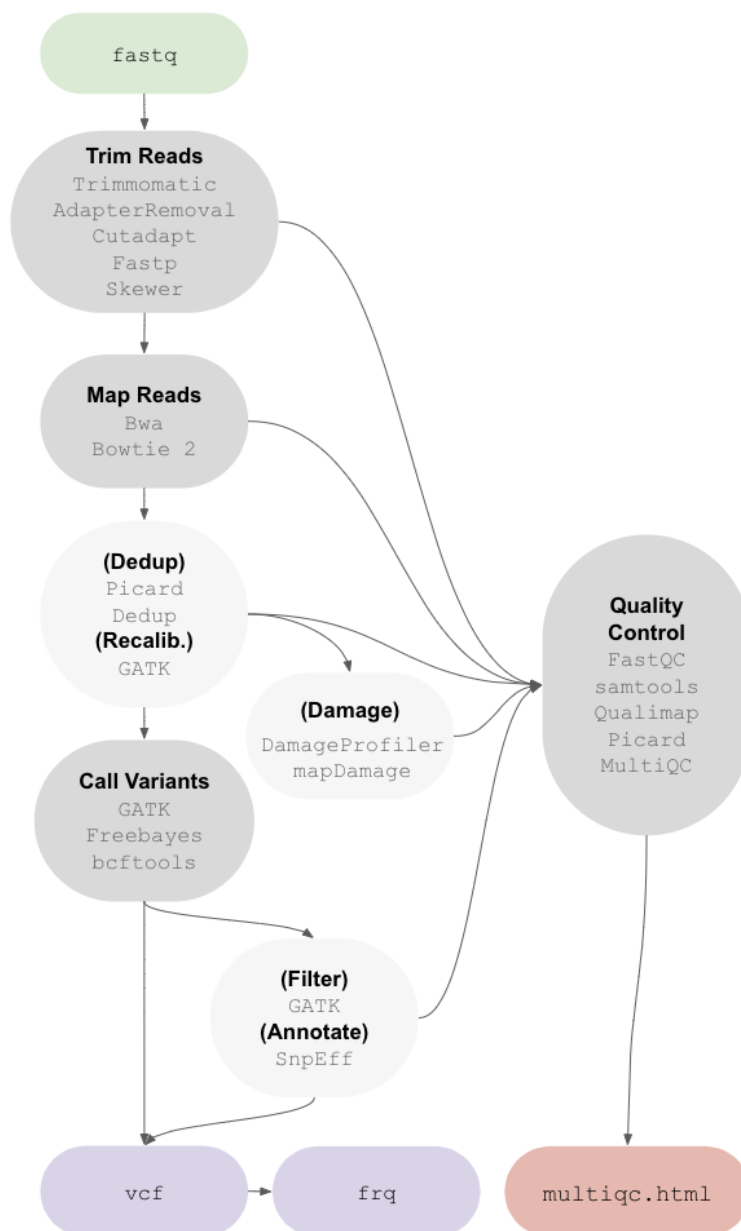 fastq
Trim Reads
Trimmomatic
AdapterRemoval
Cutadapt
Fastp
Skewer
Map Reads
Bwa
Bowtie 2
(Dedup)
Picard
Dedup
(Recalib.)
GATK
(Damage)
DamageProfiler
mapDamage
Quality
Control
FastQC
samtools
Qualimap
Picard
MultiQC
Call Variants
GATK
Freebayes
bcftools
(Filter)
GATK
(Annotate)
SnpEff
vcf
frq
multiqc.html